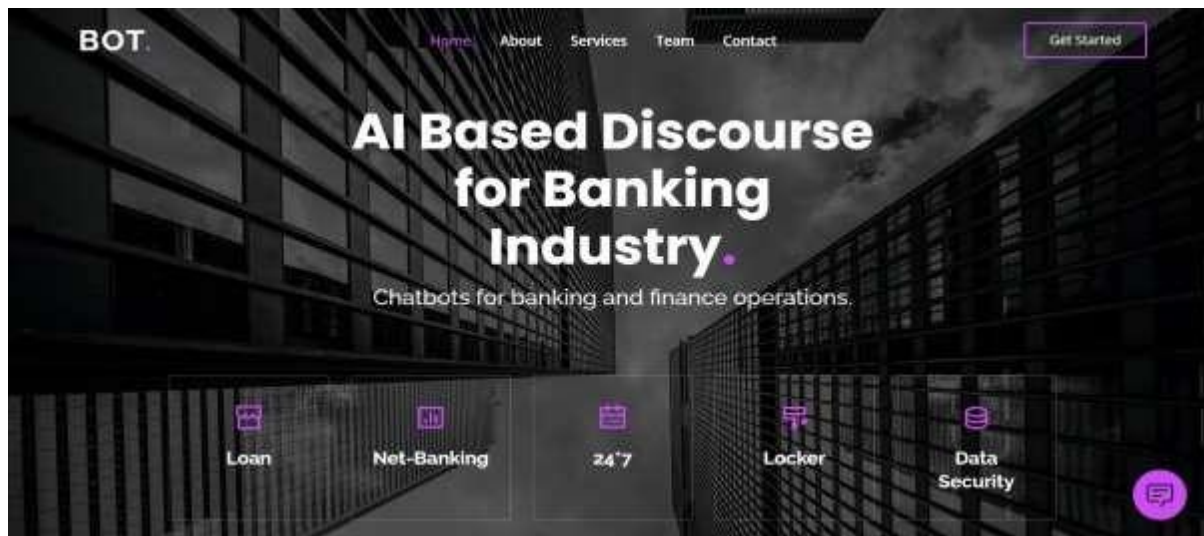 BOT.
Home
About
Services
Team
Contact
Get Started
AI Based Discourse
for Banking
Industry.
Chatbots for banking and finance operations.
Loan
Net-Banking
24*7
Locker
Data
Security